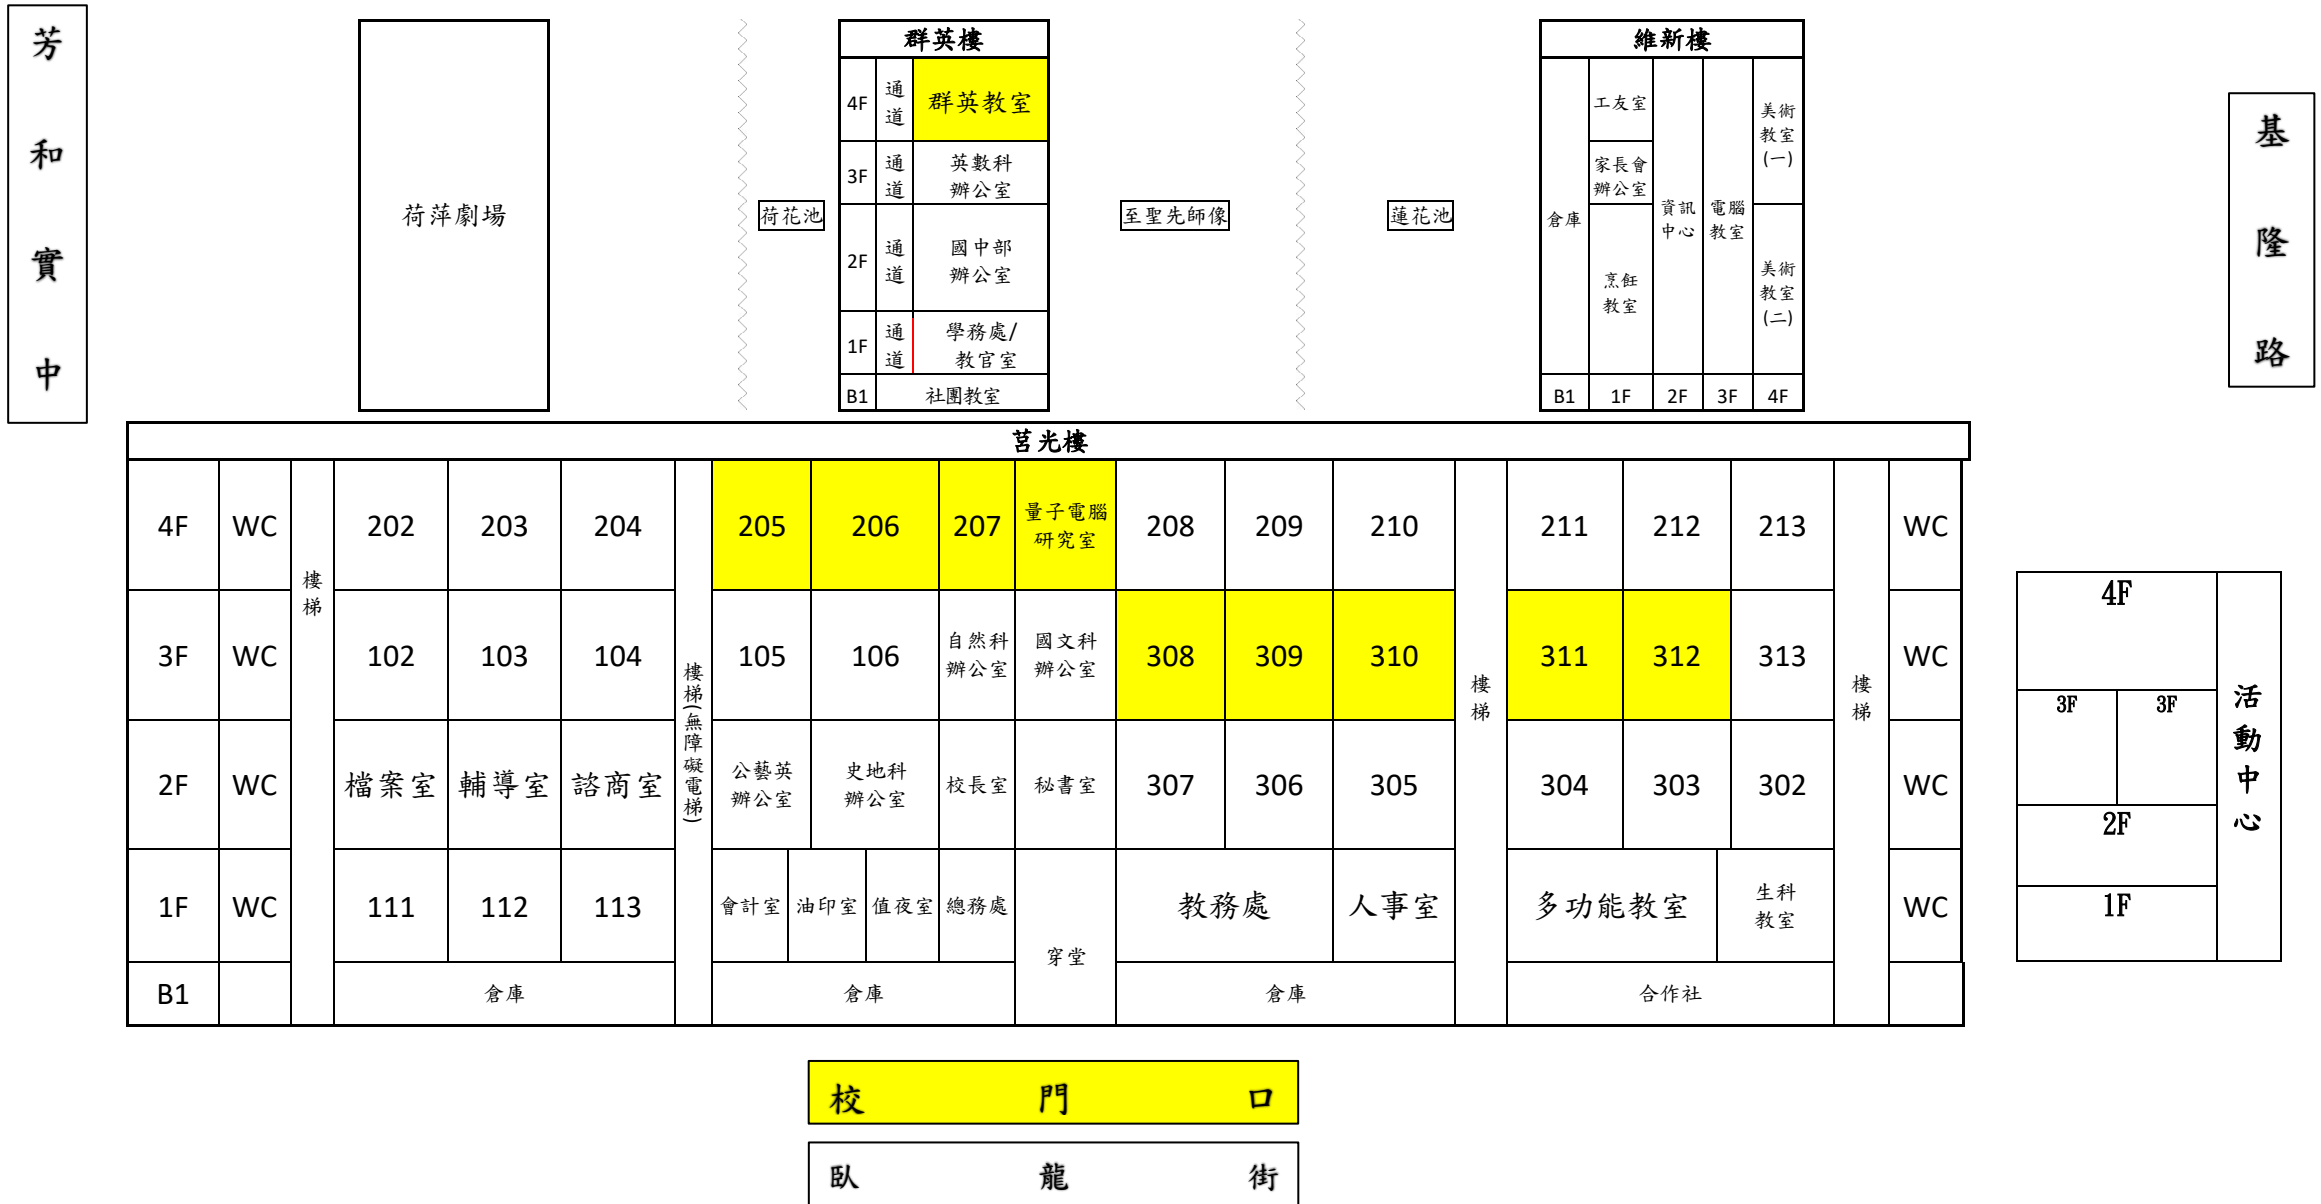 芳和實中
荷萍劇場
荷花池
群英樓
4F 通道 群英教室
3F 通道 英數科
辦公室
2F 通道 國中部
辦公室
1F 通道 學務處/
教官室
B1 社團教室
至聖先師像
蓮花池
維新樓
倉庫
工友室
家長會
辦公室
烹飪
教室
資訊
中心
電腦
教室
美術
教室
(一)
美術
教室
(二)
B1 1F 2F 3F 4F
基隆路
莒光樓
4F WC 202 203 204 205 206 207 量子電腦
研究室 208 209 210 211 212 213 WC
樓梯
3F WC 102 103 104 105 106 自然科
辦公室 國文科
辦公室 308 309 310 311 312 313 WC
樓梯(無障礙電梯)
樓梯
樓梯
2F WC 檔案室 輔導室 諮商室 公藝英
辦公室 史地科
辦公室 校長室 秘書室 307 306 305 304 303 302 WC
1F WC 111 112 113 會計室 油印室 值夜室 總務處 穿堂 教務處 人事室 多功能教室 生科
教室 WC
B1 倉庫 倉庫 倉庫 合作社
4F
3F 3F
2F
1F
活動中心
校門口
臥龍街